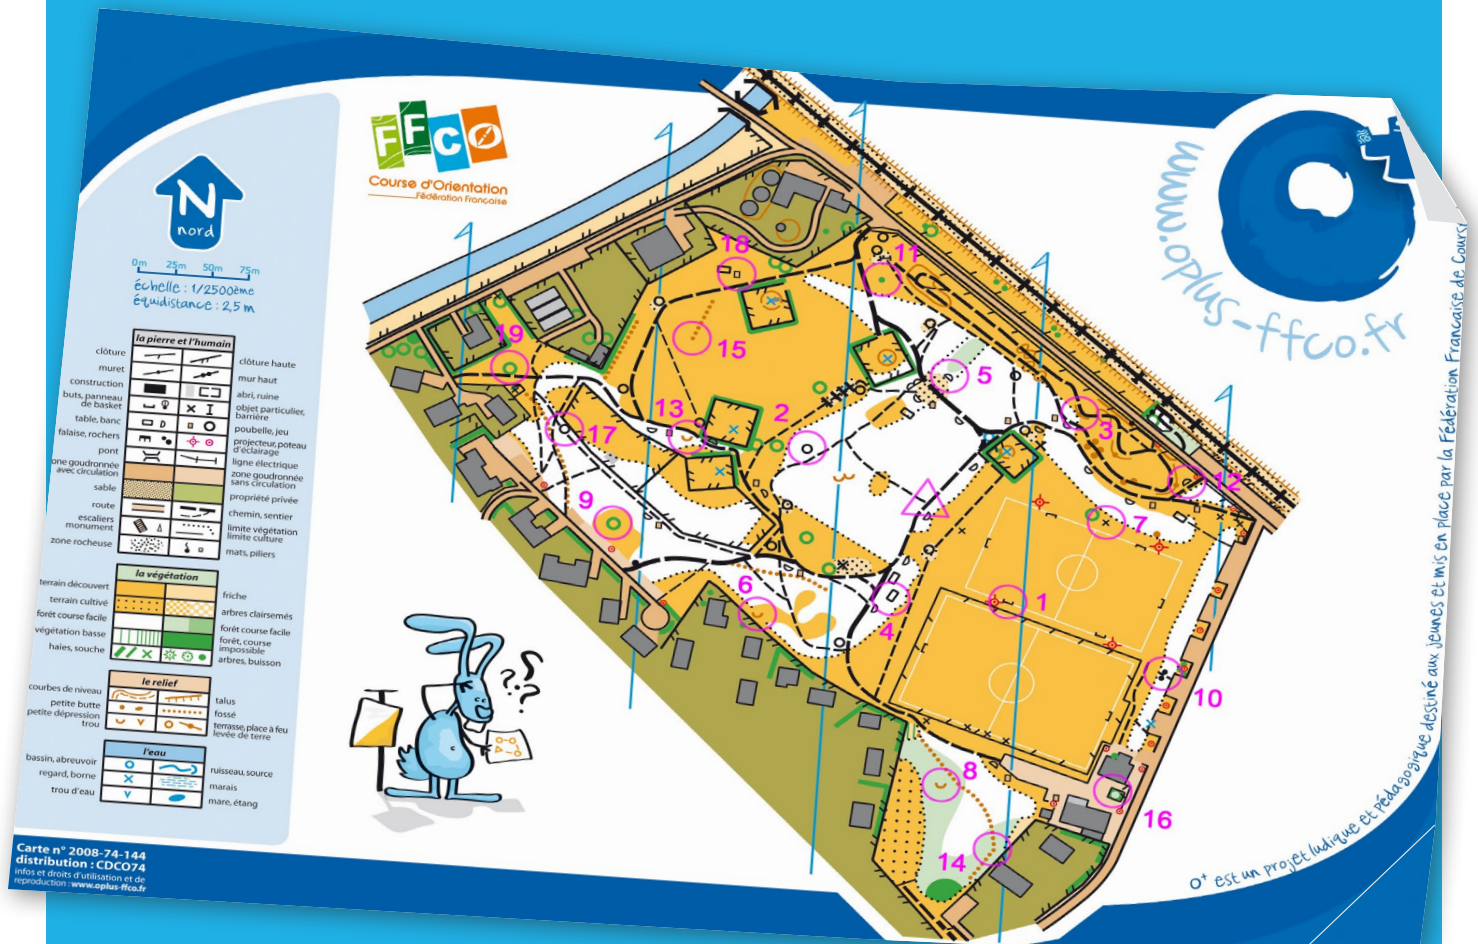 FFCO
Course d'Orientation
Fédération Française
N
nord
0m 25m 50m 75m
échelle : 1/2500ème
équidistance : 2,5 m
la pierre et l'humain
clôture
clôture haute
muret
mur haut
construction
abri, ruine
buts, panneau
de basket
objet particulier,
barrière
table, banc
poubelle, jeu
falaise, rochers
projecteur, poteau
d'éclairage
pont
ligne électrique
zone goudronnée
avec circulation
zone goudronnée
sans circulation
sable
propriété privée
route
chemin, sentier
escaliers
monument
limite végétation
limite culture
zone rocheuse
mats, piliers
la végétation
terrain découvert
friche
terrain cultivé
arbres clairsemés
forêt course facile
forêt course facile
végétation basse
forêt, course
impossible
haies, souche
arbres, buisson
le relief
courbes de niveau
talus
petite butte
fossé
petite dépression
trou
terrasse, place à feu
levée de terre
l'eau
bassin, abreuvoir
ruisseau, source
regard, borne
marais
trou d'eau
mare, étang
Carte n° 2008-74-144
distribution : CDCO74
infos et droits d'utilisation et de
reproduction : www.oplus-ffco.fr
18
11
19
15
5
2
13
3
17
12
9
7
6
1
4
10
8
16
14
???
www.oplus-ffco.fr
O+ est un projet ludique et pédagogique destiné aux jeunes et mis en place par la Fédération Française de Cours